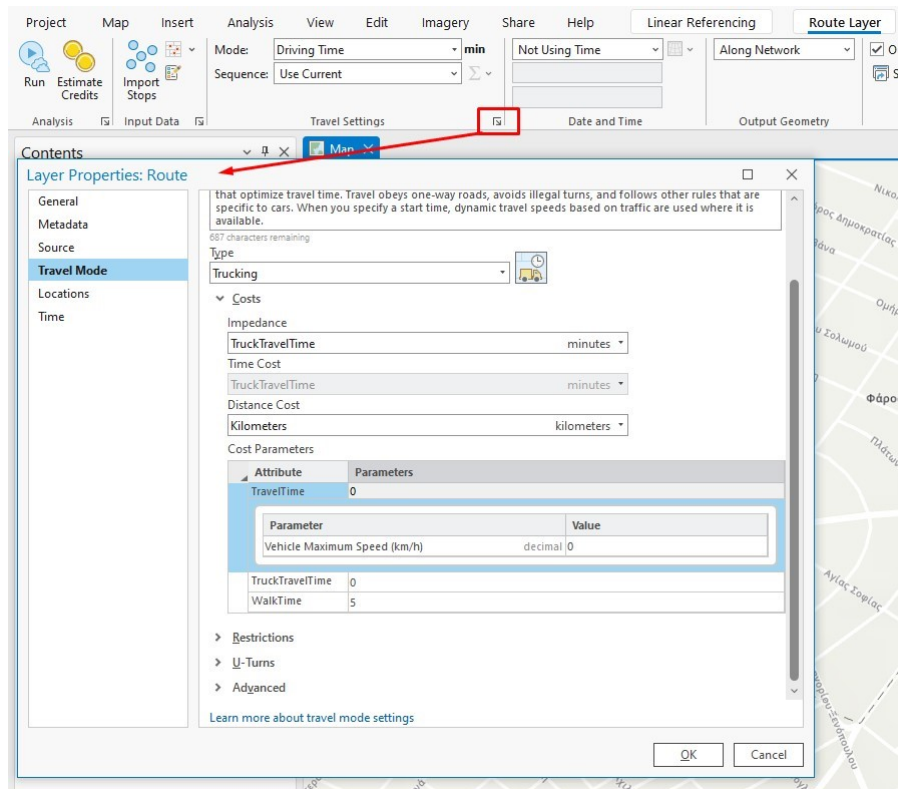 Project Map Insert Analysis View Edit Imagery Share Help Linear Referencing Route Layer
Mode: Driving Time min Not Using Time Along Network
Sequence: Use Current
Run Estimate Credits Import Stops
Analysis Input Data Travel Settings Date and Time Output Geometry
Contents Map
Layer Properties: Route
General
Metadata
Source
Travel Mode
Locations
Time
that optimize travel time. Travel obeys one-way roads, avoids illegal turns, and follows other rules that are
specific to cars. When you specify a start time, dynamic travel speeds based on traffic are used where it is
available.
687 characters remaining
Type
Trucking
Costs
Impedance
TruckTravelTime minutes
Time Cost
TruckTravelTime minutes
Distance Cost
Kilometers kilometers
Cost Parameters
Attribute Parameters
TravelTime 0
Parameter Value
Vehicle Maximum Speed (km/h) decimal 0
TruckTravelTime 0
WalkTime 5
Restrictions
U-Turns
Advanced
Learn more about travel mode settings
OK Cancel
Σολωμού
Φάρο
Αγίας Σοφίας